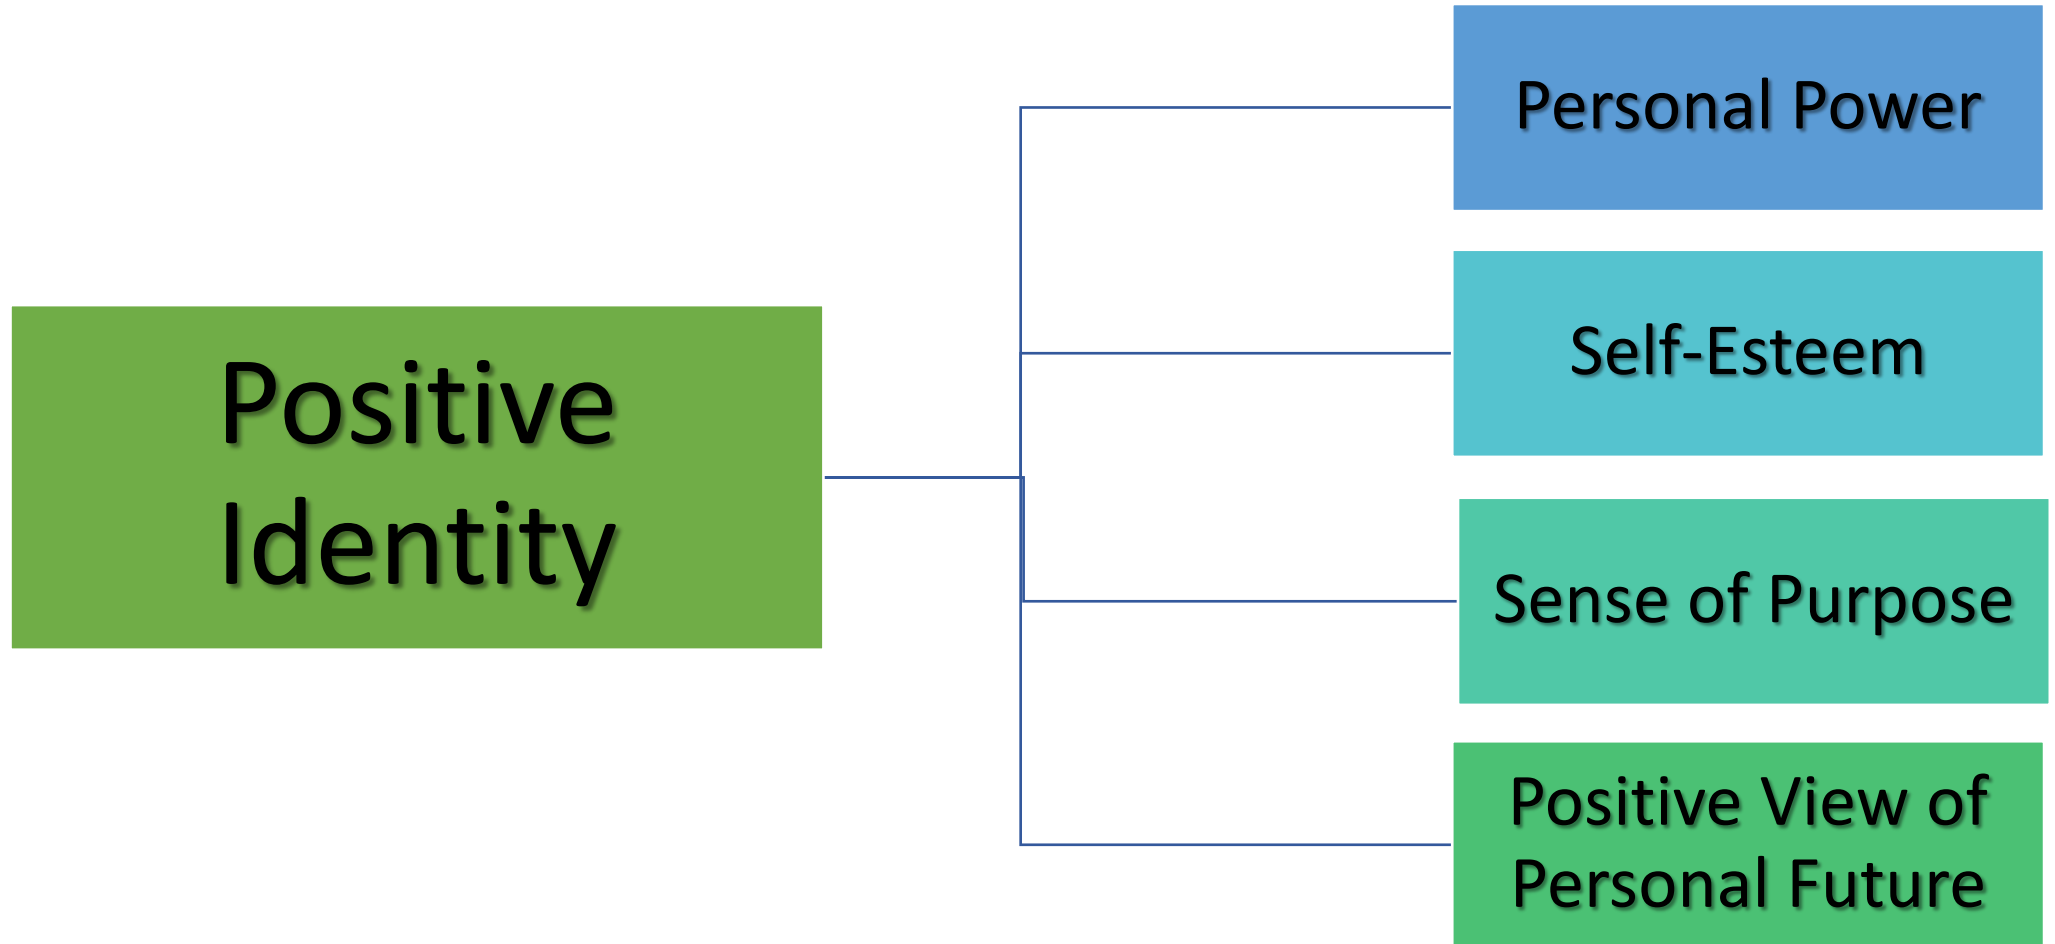 Positive
Identity
Personal Power
Self-Esteem
Sense of Purpose
Positive View of
Personal Future